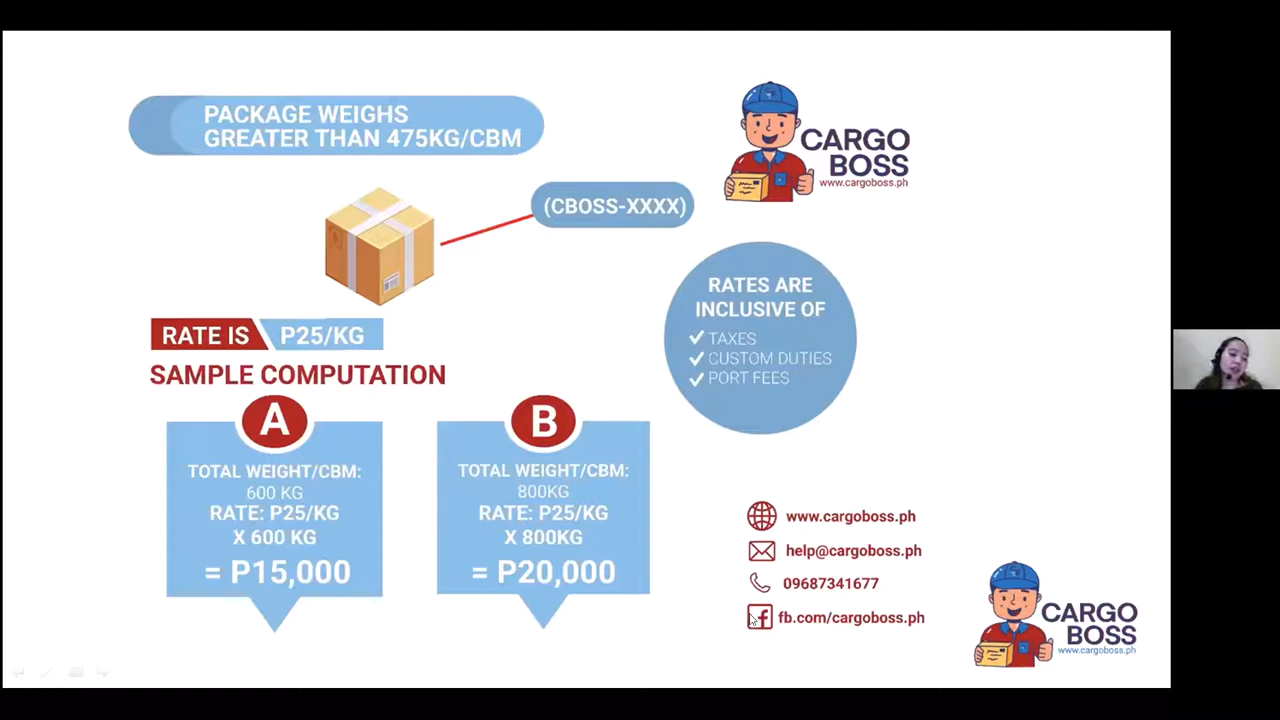 PACKAGE WEIGHS
GREATER THAN 475KG/CBM
CARGO
BOSS
www.cargoboss.ph
(CBOSS-XXXX)
RATES ARE
INCLUSIVE OF
TAXES
CUSTOM DUTIES
PORT FEES
RATE IS P25/KG
SAMPLE COMPUTATION
A
TOTAL WEIGHT/CBM:
600 KG
RATE: P25/KG
X 600 KG
= P15,000
B
TOTAL WEIGHT/CBM:
800KG
RATE: P25/KG
X 800KG
= P20,000
www.cargoboss.ph
help@cargoboss.ph
09687341677
fb.com/cargoboss.ph
CARGO
BOSS
www.cargoboss.ph